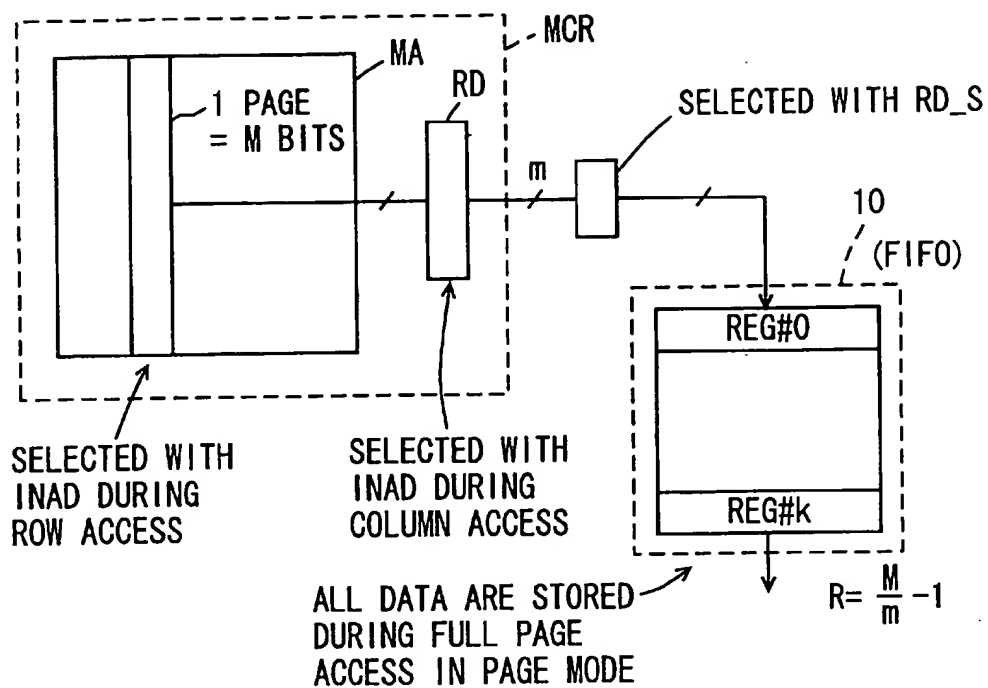 MCR
MA
RD
1 PAGE
= M BITS
SELECTED WITH RD_S
m
10
(FIFO)
REG#0
REG#k
SELECTED WITH
INAD DURING
ROW ACCESS
SELECTED WITH
INAD DURING
COLUMN ACCESS
ALL DATA ARE STORED
DURING FULL PAGE
ACCESS IN PAGE MODE
R= M/m -1